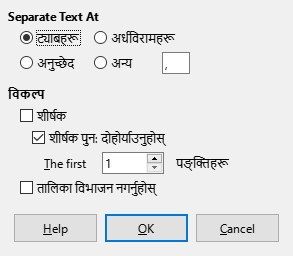 Separate Text At
ट्याबहरू अर्धविरामहरू
अनुच्छेद अन्य ,
विकल्प
शीर्षक
शीर्षक पुन: दोहोर्याउनुहोस्
The first 1 पङ्क्तिहरू
तालिका विभाजन नगर्नुहोस्
Help OK Cancel